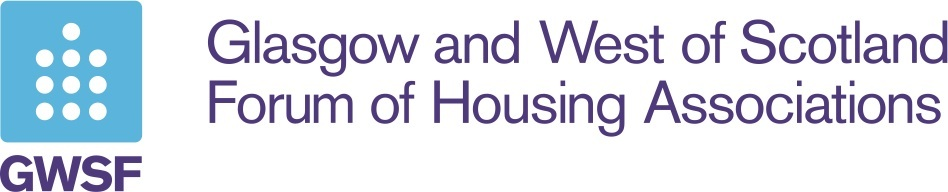 Glasgow and West of Scotland
Forum of Housing Associations
GWSF